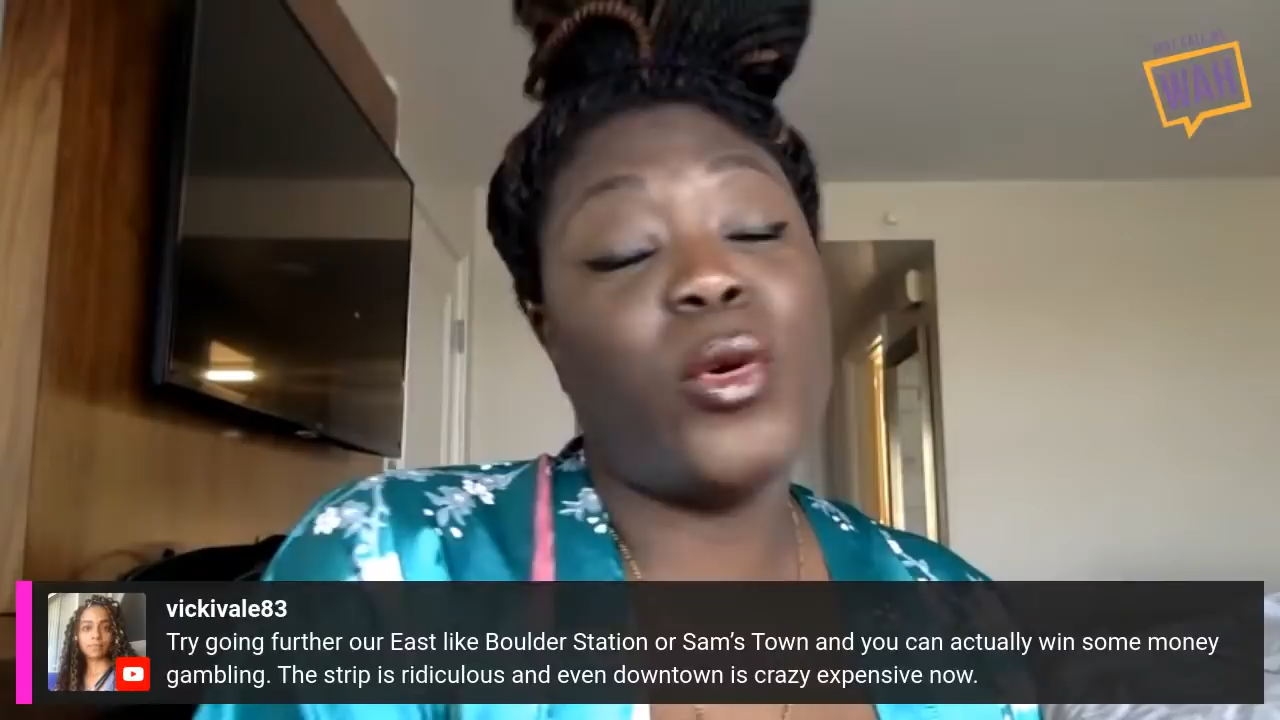 WAH
vickivale83
Try going further our East like Boulder Station or Sam's Town and you can actually win some money
gambling. The strip is ridiculous and even downtown is crazy expensive now.